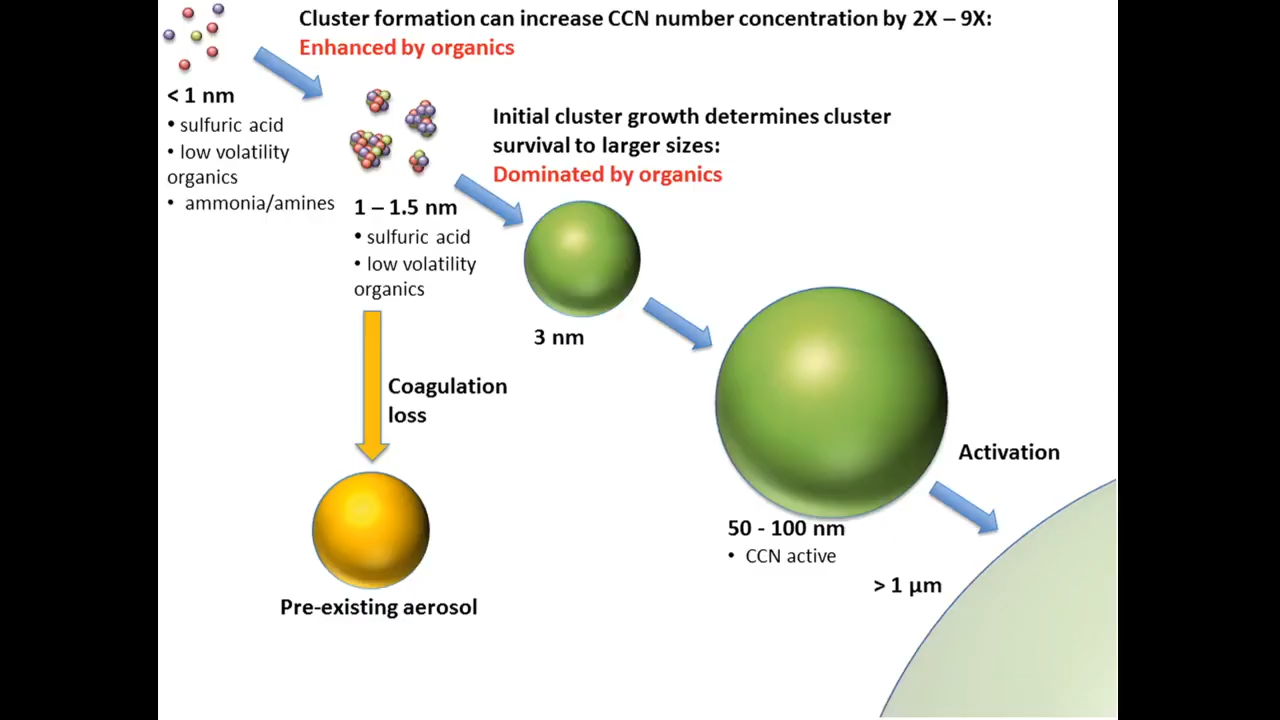 Cluster formation can increase CCN number concentration by 2X – 9X:
Enhanced by organics
< 1 nm
• sulfuric acid
• low volatility
organics
• ammonia/amines
Initial cluster growth determines cluster
survival to larger sizes:
Dominated by organics
1 – 1.5 nm
• sulfuric acid
• low volatility
organics
3 nm
Coagulation
loss
Pre-existing aerosol
50 - 100 nm
• CCN active
Activation
> 1 µm